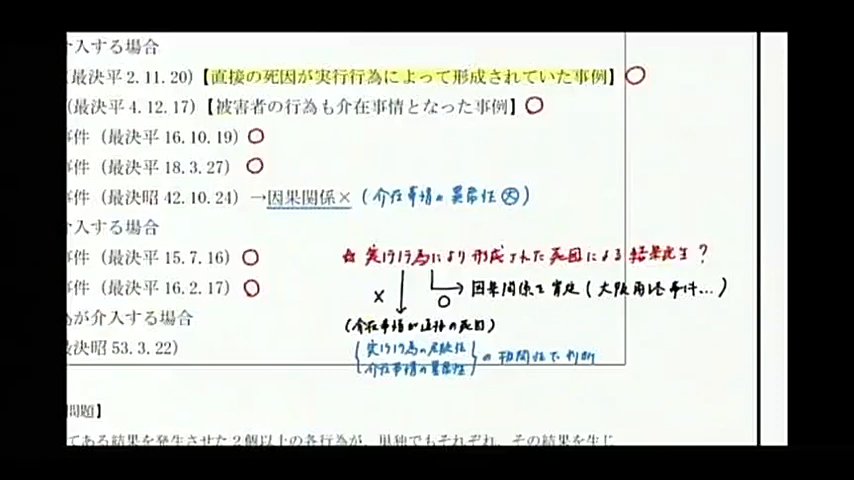 入する場合
最決平 2.11.20)【直接の死因が実行行為によって形成されていた事例】○
(最決平 4.12.17)【被害者の行為も介在事情となった事例】○
事件 (最決平 16.10.19) ○
事件 (最決平 18.3.27) ○
事件 (最決昭 42.10.24) →因果関係× (介在事情の異常性 大)
入する場合
事件 (最決平 15.7.16) ○
事件 (最決平 16.2.17) ○
☆ 実行行為により形成された死因による結果発生?
× ○→因果関係を肯定(大阪南港事件…)
が介入する場合
(介在事情が直接の死因)
決昭 53.3.22)
実行行為の危険性
介在事情の異常性
の相関性で判断
問題】
てある結果を発生させた2個以上の各行為が、単独でもそれぞれ、その結果を生じ